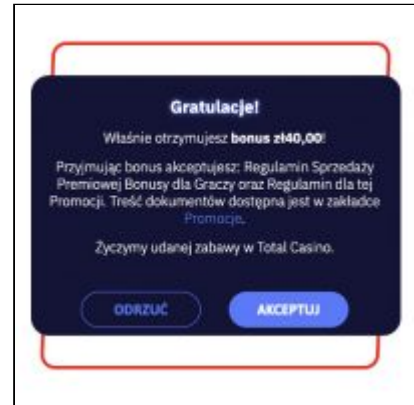 Gratulacje!
Właśnie otrzymujesz bonus zł40,00!
Przyjmując bonus akceptujesz: Regulamin Sprzedaży
Premiowej Bonusy dla Graczy oraz Regulamin dla tej
Promocji. Treść dokumentów dostępna jest w zakładce
Promocje.
Życzymy udanej zabawy w Total Casino.
ODRZUĆ AKCEPTUJ